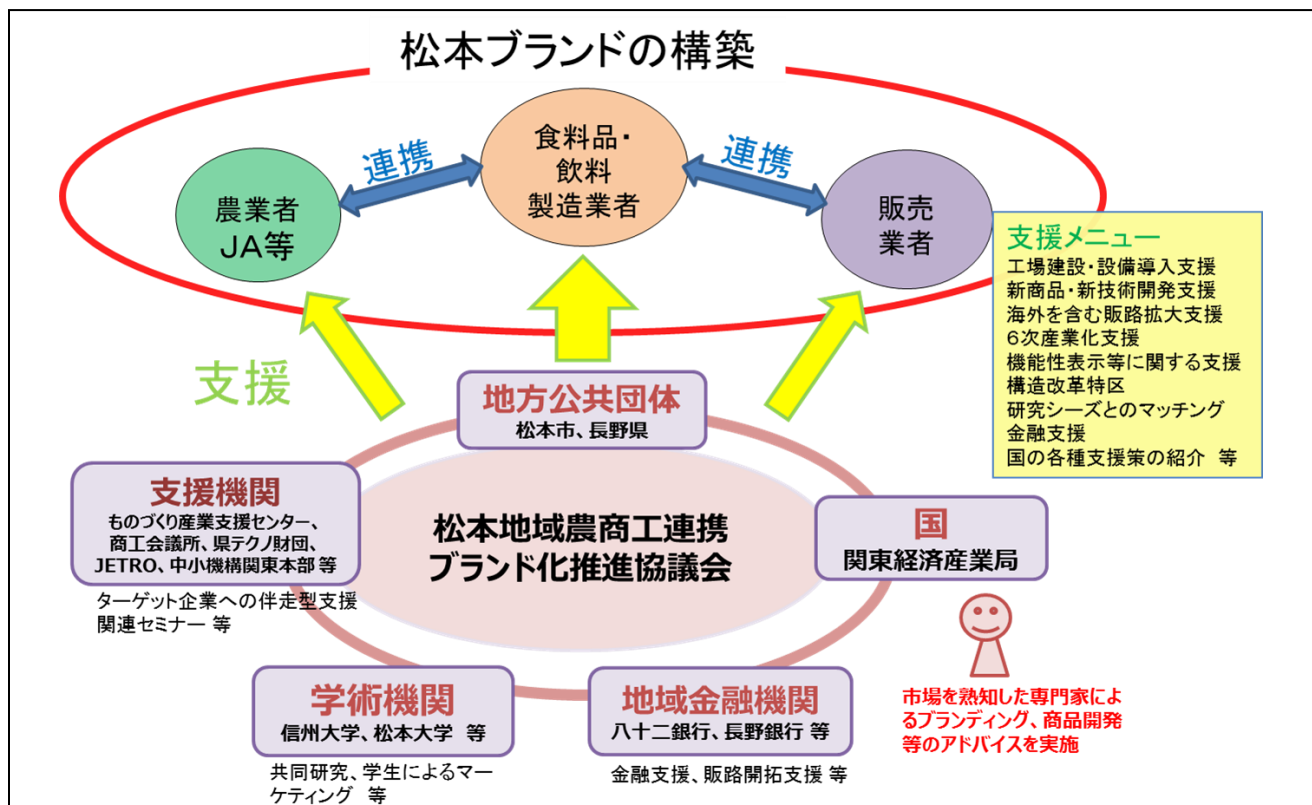 松本ブランドの構築
農業者
JA等
連携
食料品・
飲料
製造業者
連携
販売
業者
支援メニュー
工場建設・設備導入支援
新商品・新技術開発支援
海外を含む販路拡大支援
6次産業化支援
機能性表示等に関する支援
構造改革特区
研究シーズとのマッチング
金融支援
国の各種支援策の紹介 等
支援
地方公共団体
松本市、長野県
支援機関
ものづくり産業支援センター、
商工会議所、県テクノ財団、
JETRO、中小機構関東本部 等
ターゲット企業への伴走型支援
関連セミナー 等
松本地域農商工連携
ブランド化推進協議会
国
関東経済産業局
市場を熟知した専門家によ
るブランディング、商品開発
等のアドバイスを実施
学術機関
信州大学、松本大学 等
共同研究、学生によるマー
ケティング 等
地域金融機関
八十二銀行、長野銀行 等
金融支援、販路開拓支援 等